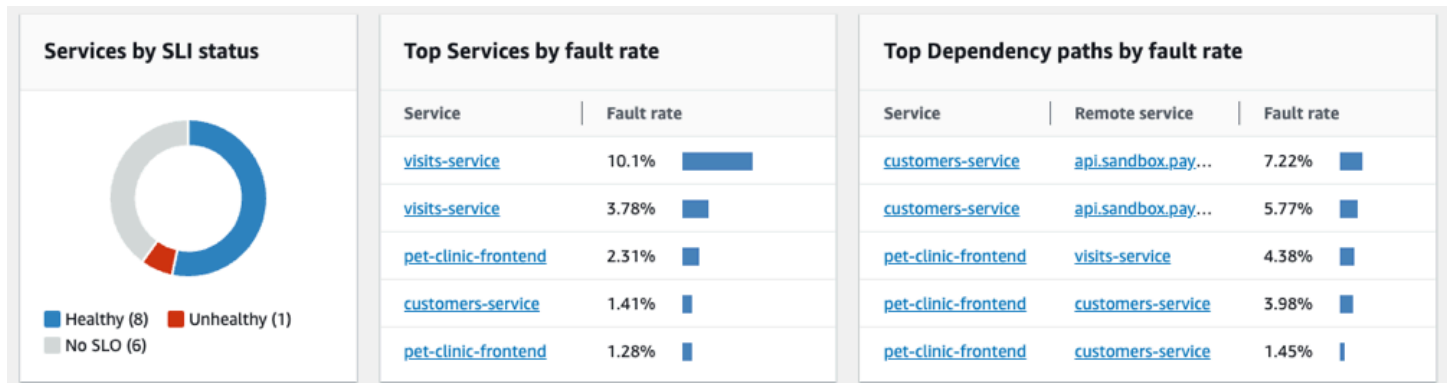 Services by SLI status
Healthy (8) Unhealthy (1)
No SLO (6)
Top Services by fault rate
Service Fault rate
visits-service 10.1%
visits-service 3.78%
pet-clinic-frontend 2.31%
customers-service 1.41%
pet-clinic-frontend 1.28%
Top Dependency paths by fault rate
Service Remote service Fault rate
customers-service api.sandbox.pay... 7.22%
customers-service api.sandbox.pay... 5.77%
pet-clinic-frontend visits-service 4.38%
pet-clinic-frontend customers-service 3.98%
pet-clinic-frontend customers-service 1.45%